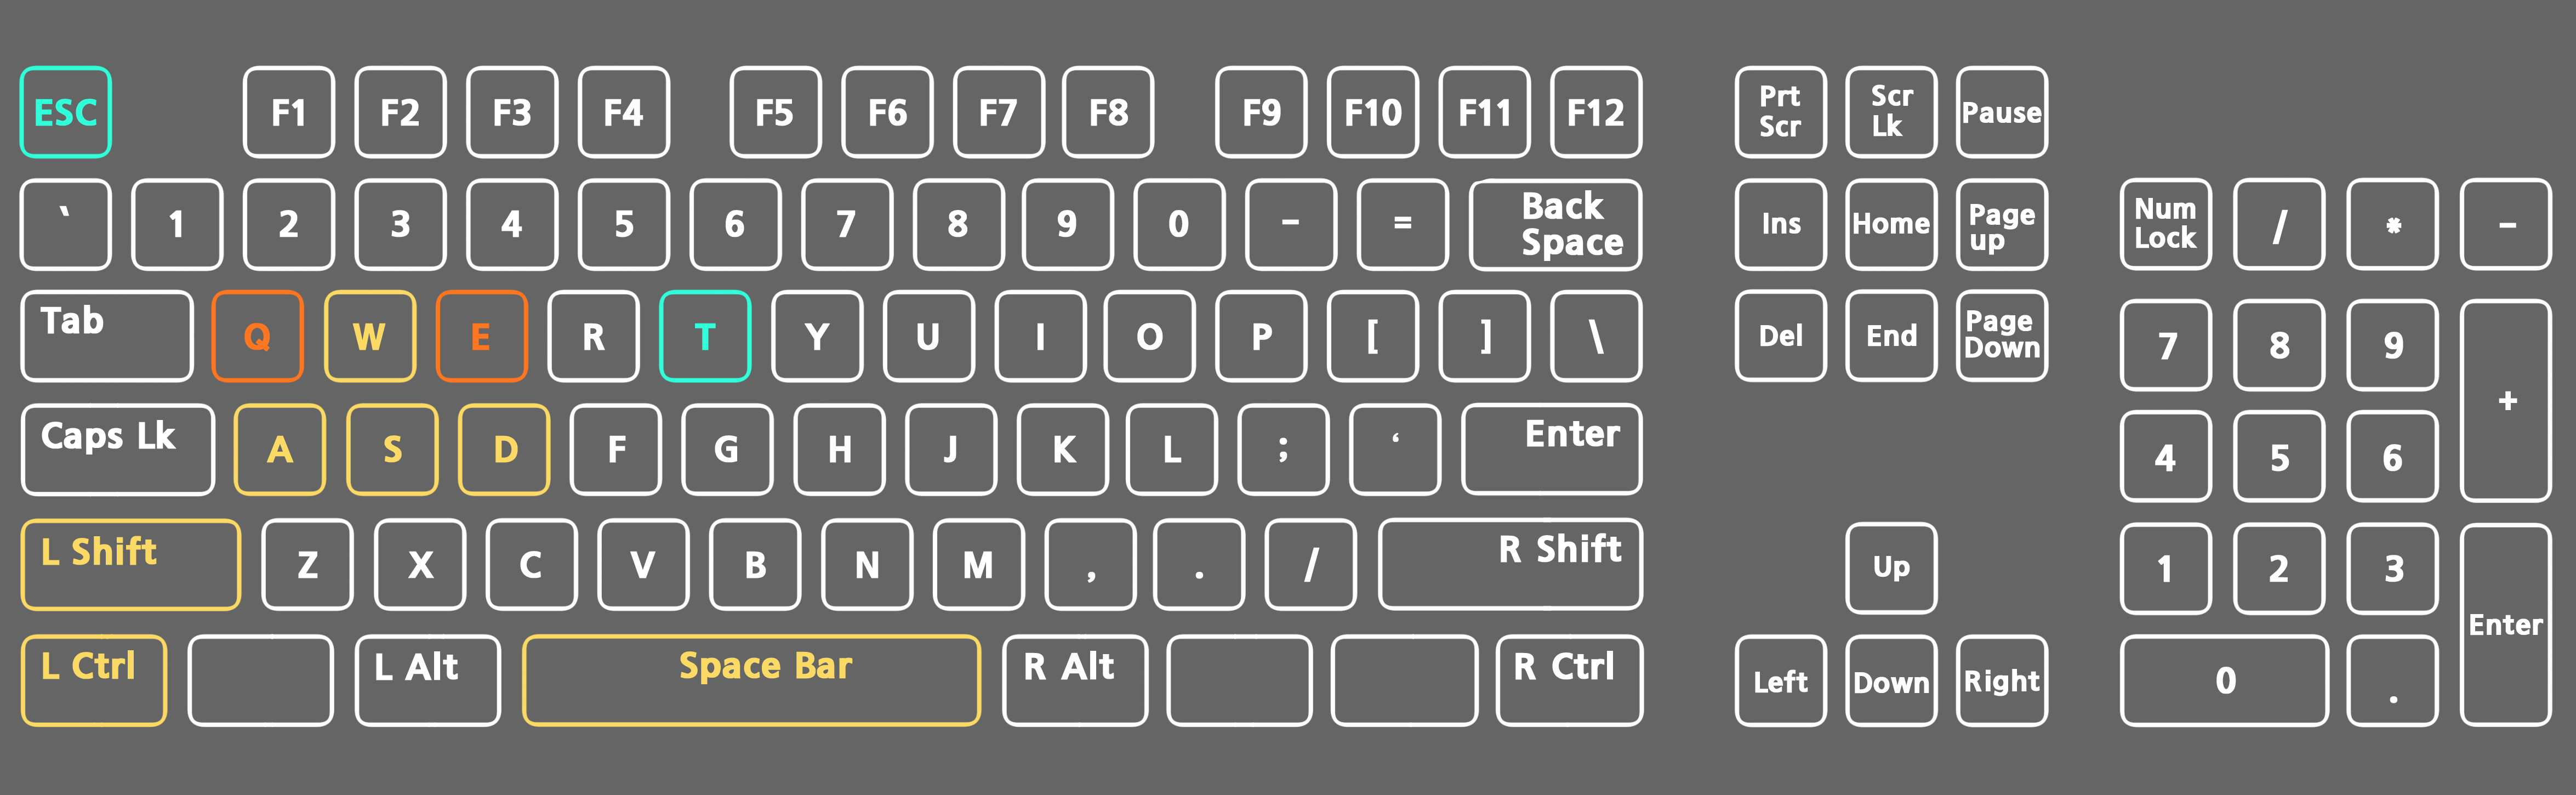 ESC F1 F2 F3 F4 F5 F6 F7 F8 F9 F10 F11 F12 Prt Scr Scr Lk Pause
` 1 2 3 4 5 6 7 8 9 0 - = Back Space Ins Home Page up Num Lock / * -
Tab Q W E R T Y U I O P [ ] \ Del End Page Down 7 8 9 +
Caps Lk A S D F G H J K L ; ‘ Enter 4 5 6
L Shift Z X C V B N M , . / R Shift Up 1 2 3 Enter
L Ctrl L Alt Space Bar R Alt R Ctrl Left Down Right 0 .